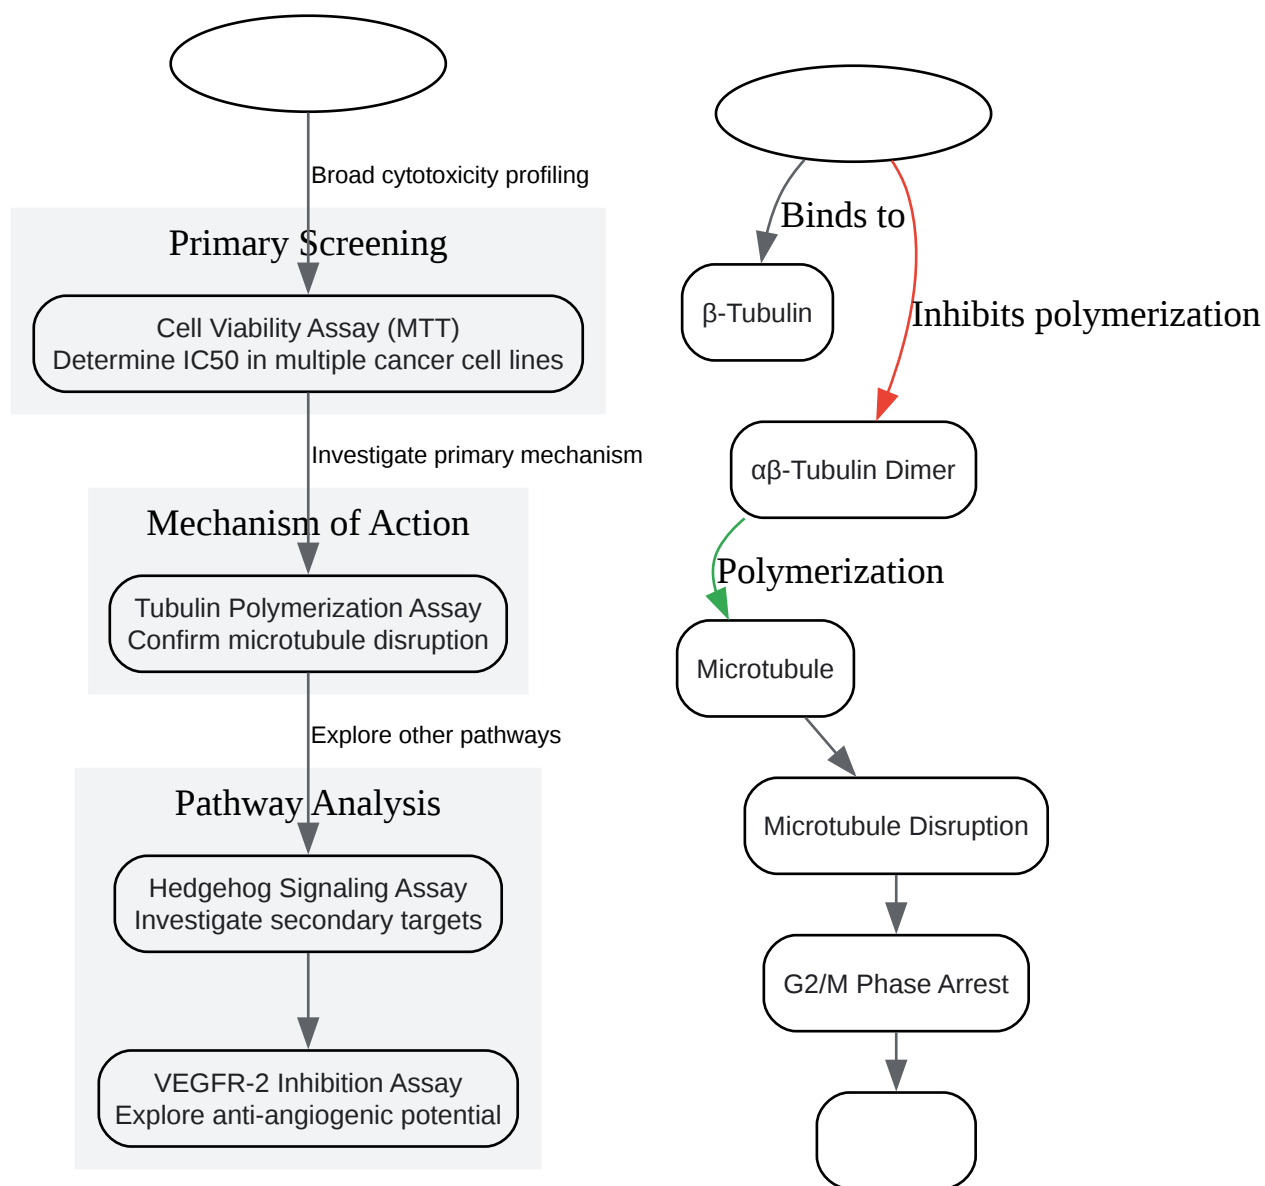 Broad cytotoxicity profiling
Primary Screening
Cell Viability Assay (MTT)
Determine IC50 in multiple cancer cell lines
Investigate primary mechanism
Mechanism of Action
Tubulin Polymerization Assay
Confirm microtubule disruption
Explore other pathways
Pathway Analysis
Hedgehog Signaling Assay
Investigate secondary targets
VEGFR-2 Inhibition Assay
Explore anti-angiogenic potential
Binds to
β-Tubulin
Inhibits polymerization
αβ-Tubulin Dimer
Polymerization
Microtubule
Microtubule Disruption
G2/M Phase Arrest